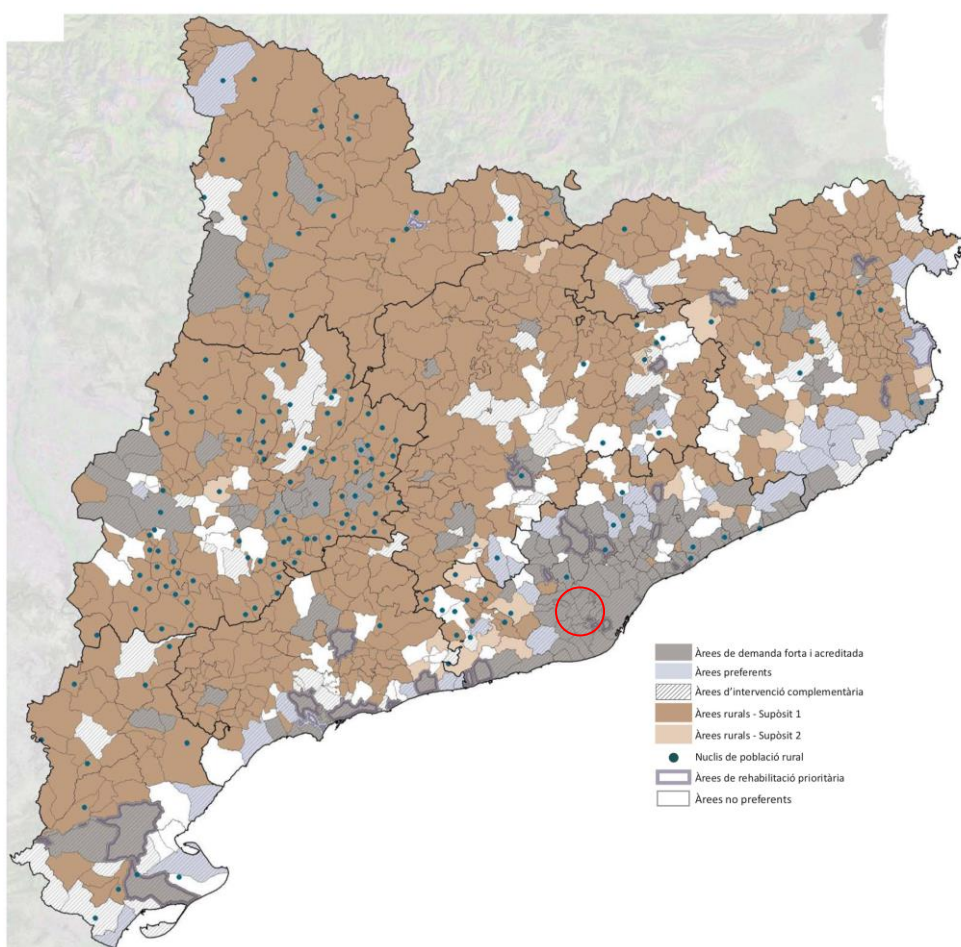 Àrees de demanda forta i acreditada
Àrees preferents
Àrees d'intervenció complementària
Àrees rurals - Supòsit 1
Àrees rurals - Supòsit 2
Nuclis de població rural
Àrees de rehabilitació prioritària
Àrees no preferents